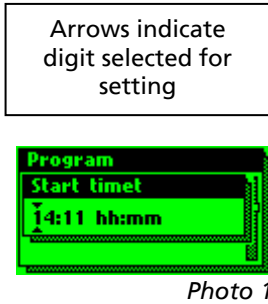 Arrows indicate
digit selected for
setting
Program
Start timet
14:11 hh:mm
Photo 1